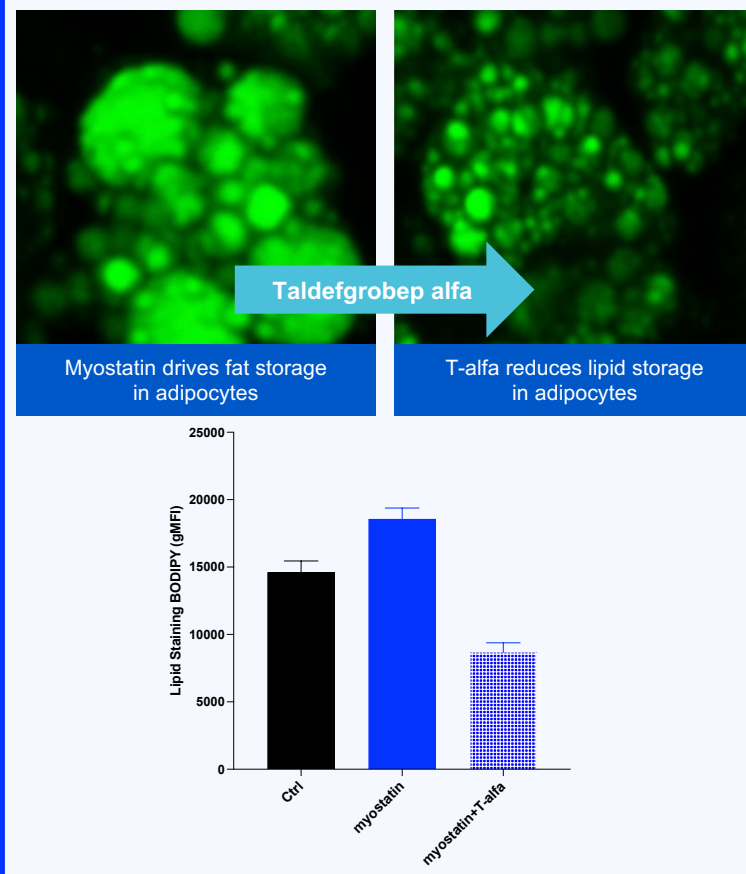 Taldefgrobep alfa
Myostatin drives fat storage
in adipocytes
T-alfa reduces lipid storage
in adipocytes
Lipid Staining BODIPY (gMFI)
25000
20000
15000
10000
5000
0
Ctrl
myostatin
myostatin+T-alfa